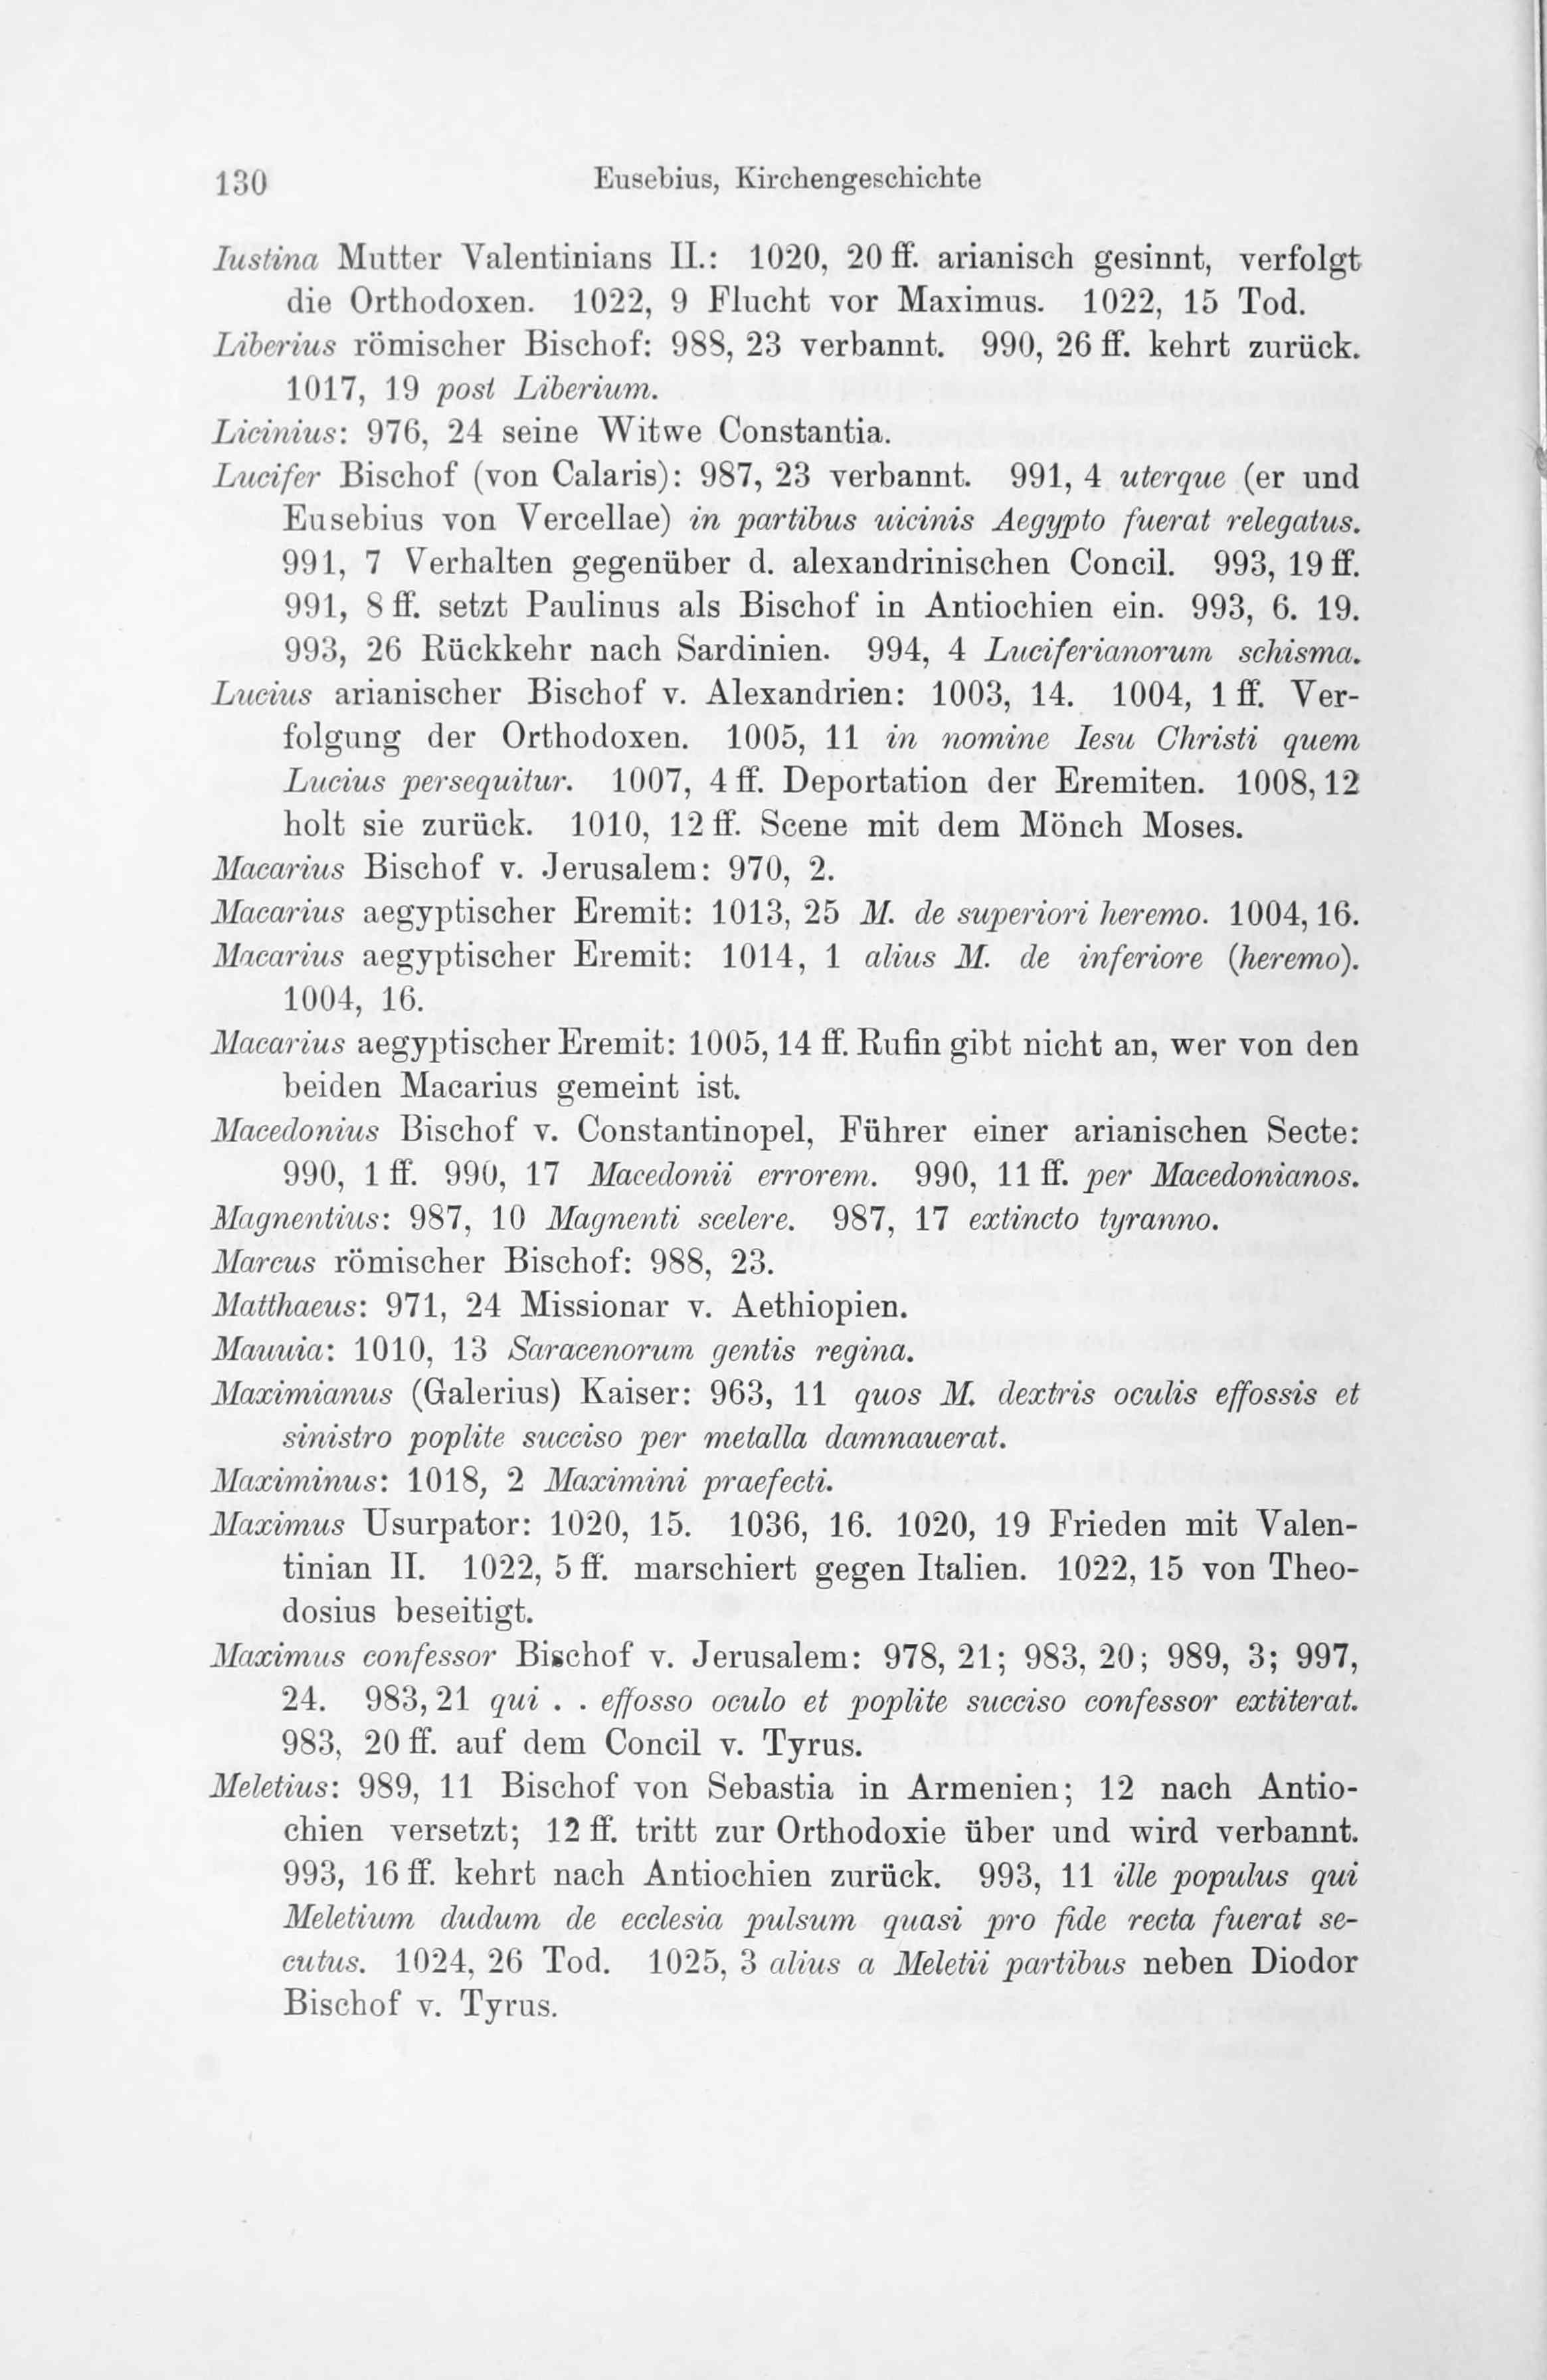 130
Eusebius, Kirchengeschichte
Iustina Mutter Valentinians II.: 1020, 20 ff. arianisch gesinnt, verfolgt
die Orthodoxen. 1022, 9 Flucht vor Maximus. 1022, 15 Tod.
Liberius römischer Bischof: 988, 23 verbannt. 990, 26 ff. kehrt zurück.
1017, 19 post Liberium.
Licinius: 976, 24 seine Witwe Constantia.
Lucifer Bischof (von Calaris): 987, 23 verbannt. 991, 4 uterque (er und
Eusebius von Vercellae) in partibus uicinis Aegypto fuerat relegatus.
991, 7 Verhalten gegenüber d. alexandrinischen Concil. 993, 19 ff.
991, 8 ff. setzt Paulinus als Bischof in Antiochien ein. 993, 6. 19.
993, 26 Rückkehr nach Sardinien. 994, 4 Luciferianorum schisma.
Lucius arianischer Bischof v. Alexandrien: 1003, 14. 1004, 1 ff. Ver-
folgung der Orthodoxen. 1005, 11 in nomine Iesu Christi quem
Lucius persequitur. 1007, 4 ff. Deportation der Eremiten. 1008, 12
holt sie zurück. 1010, 12 ff. Scene mit dem Mönch Moses.
Macarius Bischof v. Jerusalem: 970, 2.
Macarius aegyptischer Eremit: 1013, 25 M. de superiori heremo. 1004, 16.
Macarius aegyptischer Eremit: 1014, 1 alius M. de inferiore (heremo).
1004, 16.
Macarius aegyptischer Eremit: 1005, 14 ff. Rufin gibt nicht an, wer von den
beiden Macarius gemeint ist.
Macedonius Bischof v. Constantinopel, Führer einer arianischen Secte:
990, 1 ff. 990, 17 Macedonii errorem. 990, 11 ff. per Macedonianos.
Magnentius: 987, 10 Magnenti scelere. 987, 17 extincto tyranno.
Marcus römischer Bischof: 988, 23.
Matthaeus: 971, 24 Missionar v. Aethiopien.
Mauuia: 1010, 13 Saracenorum gentis regina.
Maximianus (Galerius) Kaiser: 963, 11 quos M. dextris oculis effossis et
sinistro poplite succiso per metalla damnauerat.
Maximinus: 1018, 2 Maximini praefecti.
Maximus Usurpator: 1020, 15. 1036, 16. 1020, 19 Frieden mit Valen-
tinian II. 1022, 5 ff. marschiert gegen Italien. 1022, 15 von Theo-
dosius beseitigt.
Maximus confessor Bischof v. Jerusalem: 978, 21; 983, 20; 989, 3; 997,
24. 983, 21 qui . . effosso oculo et poplite succiso confessor extiterat.
983, 20 ff. auf dem Concil v. Tyrus.
Meletius: 989, 11 Bischof von Sebastia in Armenien; 12 nach Antio-
chien versetzt; 12 ff. tritt zur Orthodoxie über und wird verbannt.
993, 16 ff. kehrt nach Antiochien zurück. 993, 11 ille populus qui
Meletium dudum de ecclesia pulsum quasi pro fide recta fuerat se-
cutus. 1024, 26 Tod. 1025, 3 alius a Meletii partibus neben Diodor
Bischof v. Tyrus.